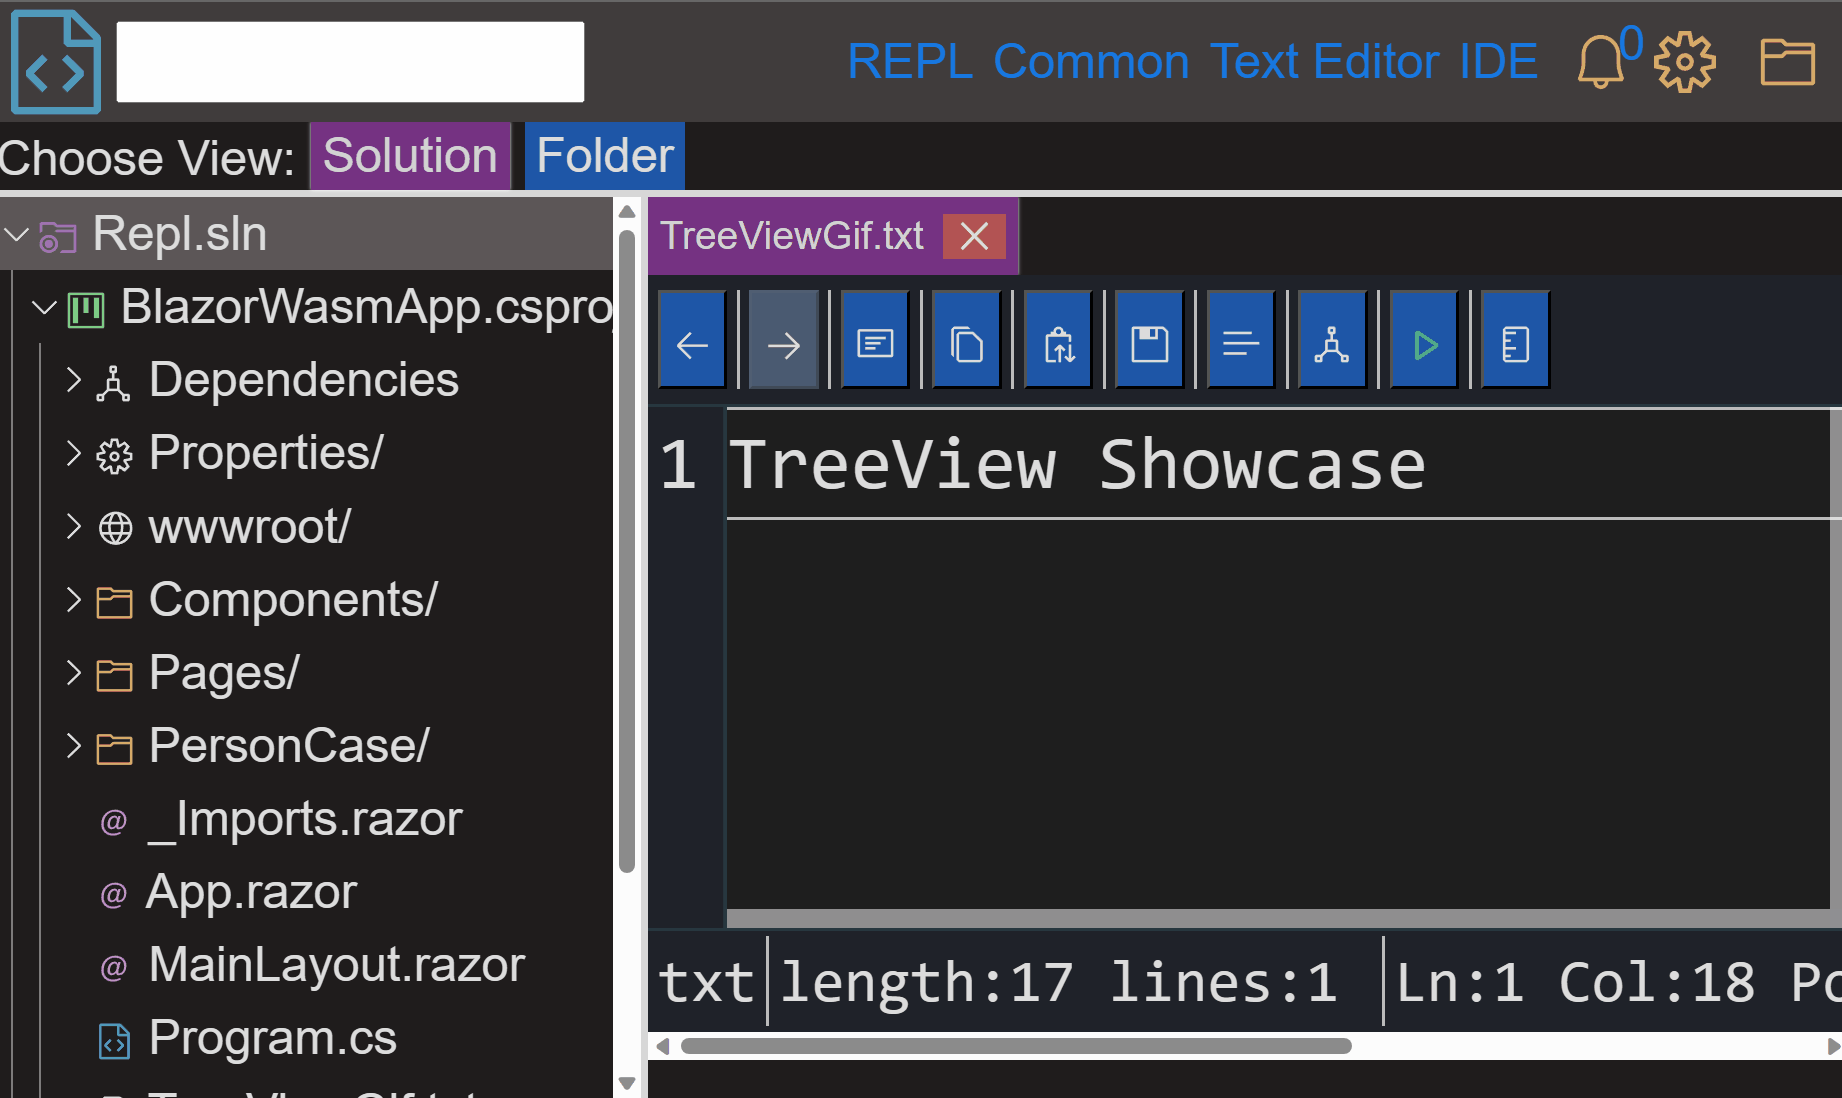 REPL Common Text Editor IDE 0
Choose View: Solution Folder
Repl.sln
BlazorWasmApp.cspro
Dependencies
Properties/
wwwroot/
Components/
Pages/
PersonCase/
@ _Imports.razor
@ App.razor
@ MainLayout.razor
Program.cs
TreeViewGif.txt
TreeViewGif.txt
1 TreeView Showcase
txt length:17 lines:1 Ln:1 Col:18 Po